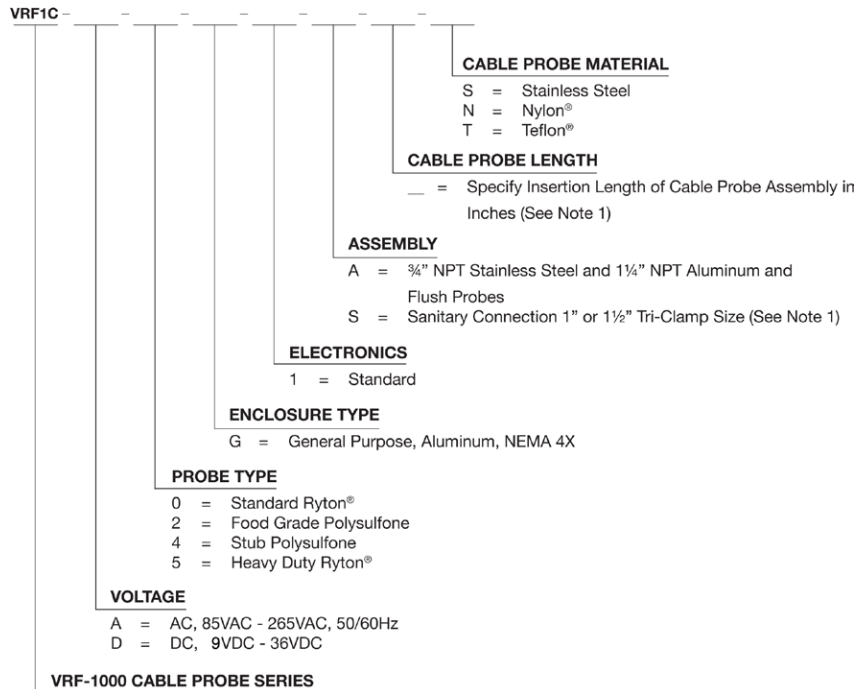 VRF1C - - - - - - -
CABLE PROBE MATERIAL
S = Stainless Steel
N = Nylon®
T = Teflon®
CABLE PROBE LENGTH
__ = Specify Insertion Length of Cable Probe Assembly in
Inches (See Note 1)
ASSEMBLY
A = ¾” NPT Stainless Steel and 1¼” NPT Aluminum and
Flush Probes
S = Sanitary Connection 1” or 1½” Tri-Clamp Size (See Note 1)
ELECTRONICS
1 = Standard
ENCLOSURE TYPE
G = General Purpose, Aluminum, NEMA 4X
PROBE TYPE
0 = Standard Ryton®
2 = Food Grade Polysulfone
4 = Stub Polysulfone
5 = Heavy Duty Ryton®
VOLTAGE
A = AC, 85VAC - 265VAC, 50/60Hz
D = DC, 9VDC - 36VDC
VRF-1000 CABLE PROBE SERIES